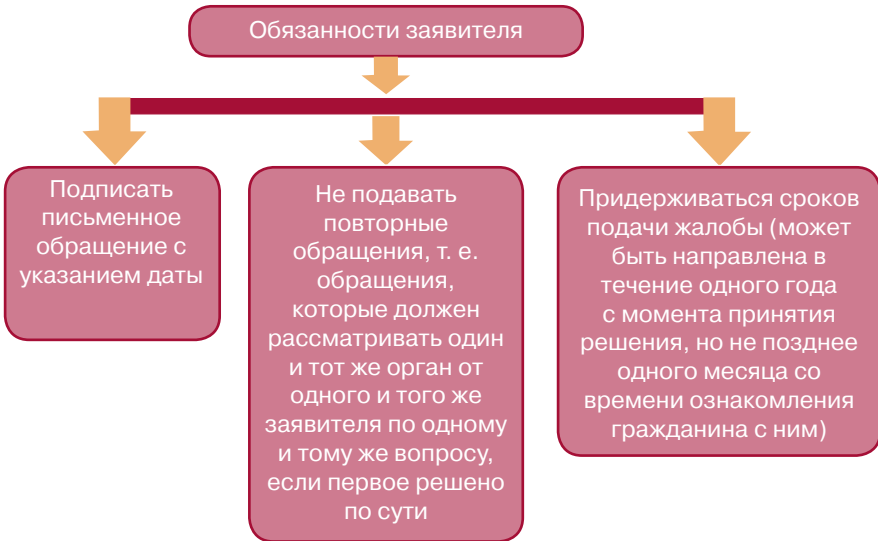 Обязанности заявителя
Подписать
письменное
обращение с
указанием даты
Не подавать
повторные
обращения, т. е.
обращения,
которые должен
рассматривать один
и тот же орган от
одного и того же
заявителя по одному
и тому же вопросу,
если первое решено
по сути
Придерживаться сроков
подачи жалобы (может
быть направлена в
течение одного года
с момента принятия
решения, но не позднее
одного месяца со
времени ознакомления
гражданина с ним)